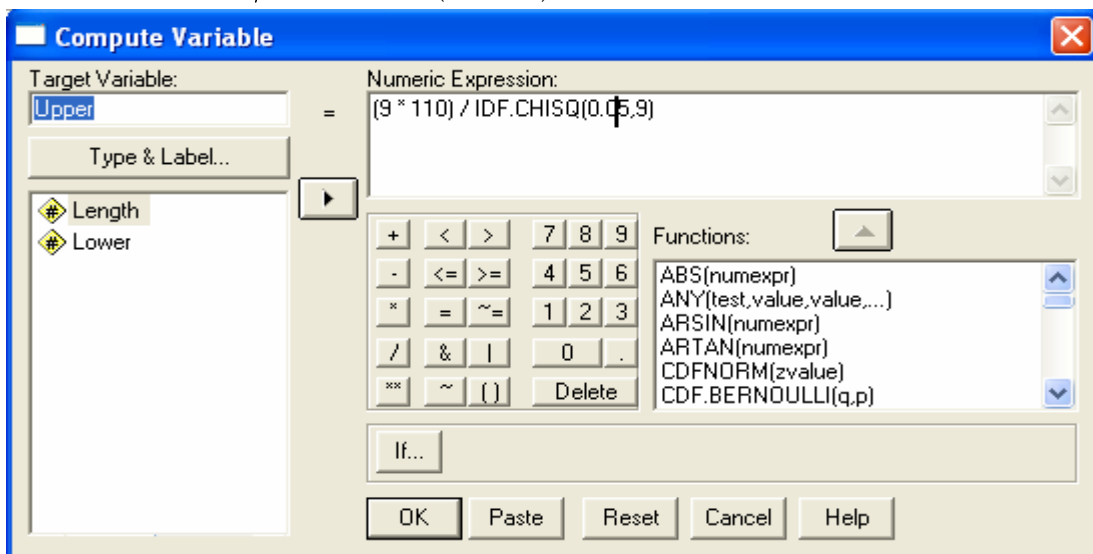 Compute Variable
Target Variable:
Upper
=
Numeric Expression:
(9 * 110) / IDF.CHISQ(0.05,9)
Type & Label...
Length
Lower
+ < > 7 8 9
- <= >= 4 5 6
* = ~= 1 2 3
/ & | 0 .
** ~ () Delete
Functions:
ABS(numexpr)
ANY(test,value,value,...)
ARSIN(numexpr)
ARTAN(numexpr)
CDFNORM(zvalue)
CDF.BERNOULLI(q,p)
If...
OK Paste Reset Cancel Help